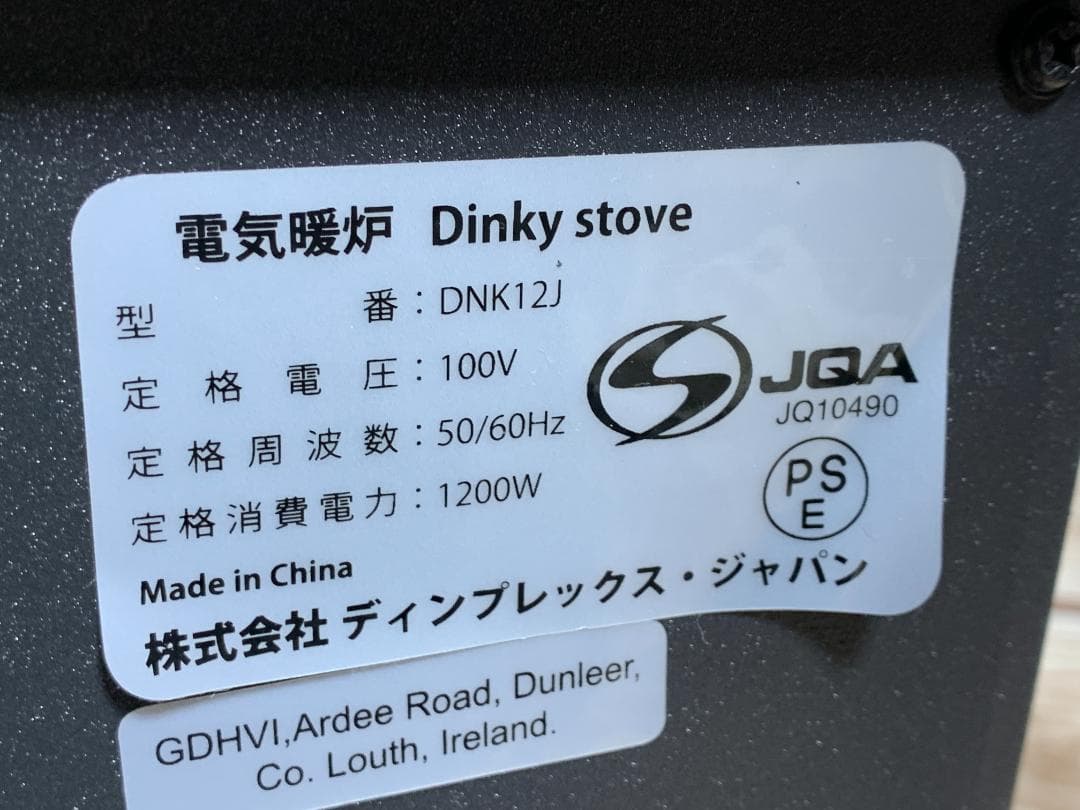 電気暖炉 Dinky stove
型 番：DNK12J
定格電圧：100V
定格周波数：50/60Hz
定格消費電力：1200W
S JQA
JQ10490
PS
E
Made in China
株式会社 ディンプレックス・ジャパン
GDHVI,Ardee Road, Dunleer,
Co. Louth, Ireland.